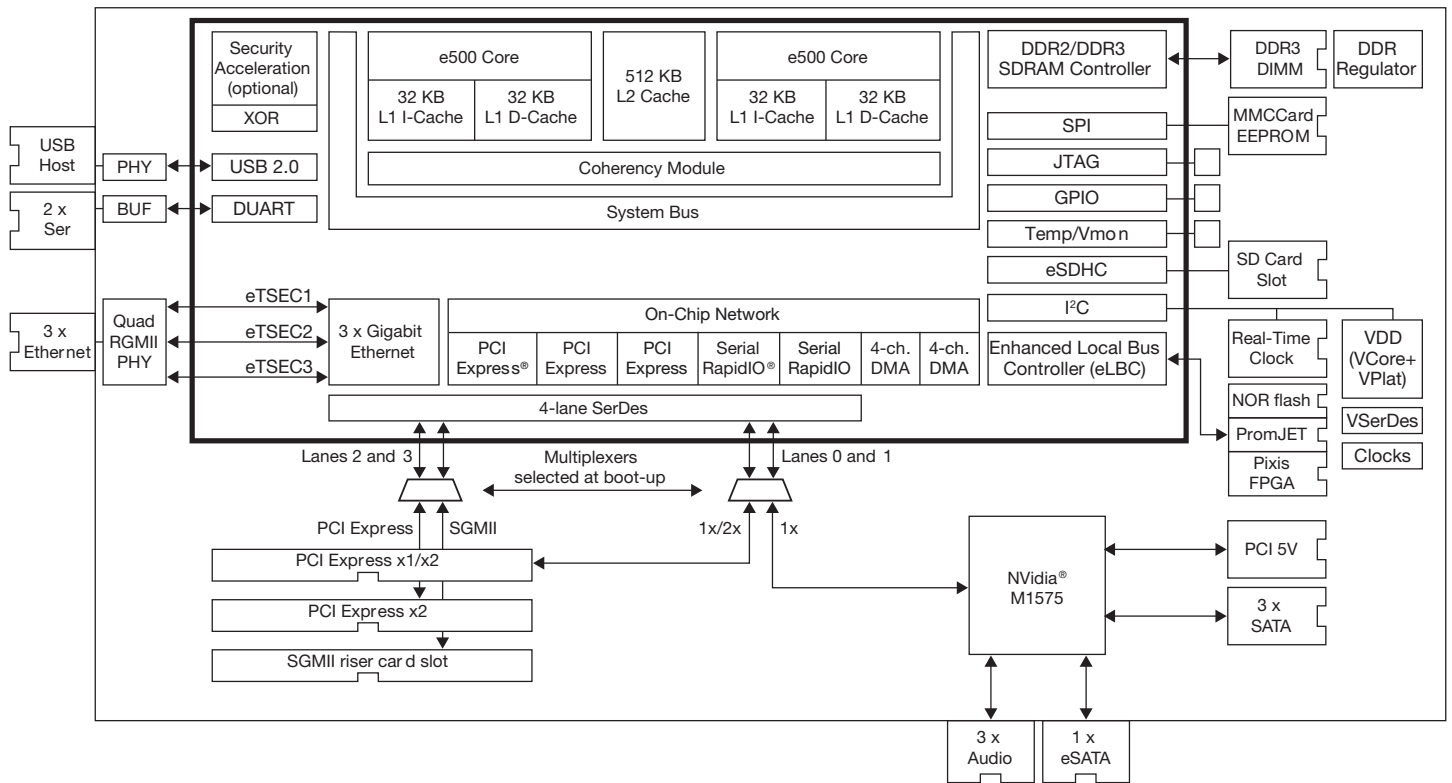 Security
Acceleration
(optional)
XOR
e500 Core
32 KB
L1 I-Cache
32 KB
L1 D-Cache
512 KB
L2 Cache
e500 Core
32 KB
L1 I-Cache
32 KB
L1 D-Cache
Coherency Module
System Bus
DDR2/DDR3
SDRAM Controller
DDR3
DIMM
DDR
Regulator
SPI
MMCCard
EEPROM
JTAG
GPIO
Temp/Vmon
eSDHC
SD Card
Slot
I²C
USB
Host
PHY
USB 2.0
2 x
Ser
BUF
DUART
3 x
Ethernet
Quad
RGMII
PHY
eTSEC1
eTSEC2
eTSEC3
3 x Gigabit
Ethernet
On-Chip Network
PCI
Express®
PCI
Express
PCI
Express
Serial
RapidIO®
Serial
RapidIO
4-ch.
DMA
4-ch.
DMA
Enhanced Local Bus
Controller (eLBC)
Real-Time
Clock
VDD
(VCore+
VPlat)
NOR flash
PromJET
Pixis
FPGA
VSerDes
Clocks
4-lane SerDes
Lanes 2 and 3
Multiplexers
selected at boot-up
Lanes 0 and 1
PCI Express
SGMII
1x/2x
1x
PCI Express x1/x2
PCI Express x2
SGMII riser card slot
NVidia®
M1575
PCI 5V
3 x
SATA
3 x
Audio
1 x
eSATA